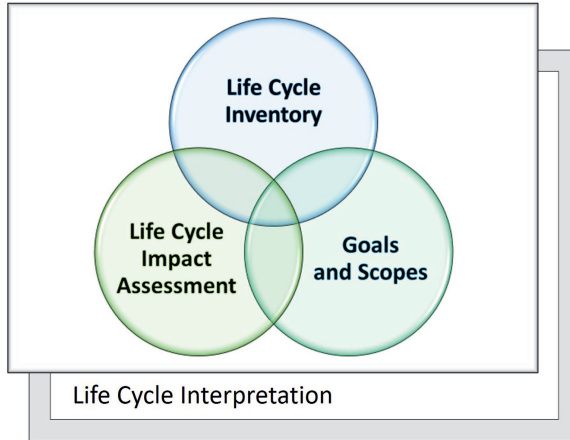 Life Cycle
Inventory
Life Cycle
Impact
Assessment
Goals
and Scopes
Life Cycle Interpretation